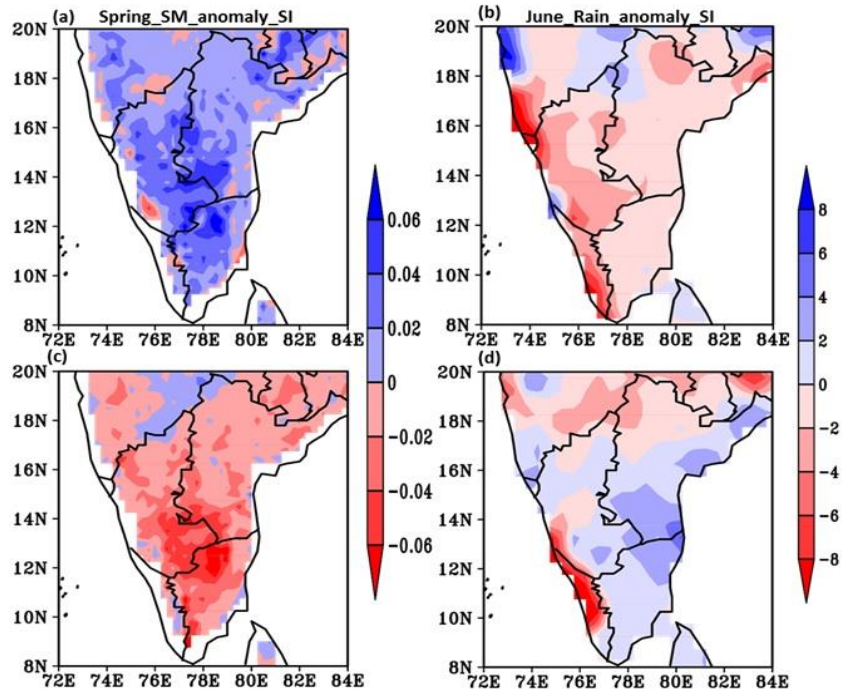 (a) Spring_SM_anomaly_SI
20N
18N
16N
14N
12N
10N
8N
72E 74E 76E 78E 80E 82E 84E
0.06
0.04
0.02
0
-0.02
-0.04
-0.06
(b) June_Rain_anomaly_SI
20N
18N
16N
14N
12N
10N
8N
72E 74E 76E 78E 80E 82E 84E
8
6
4
2
0
-2
-4
-6
-8
(c)
20N
18N
16N
14N
12N
10N
8N
72E 74E 76E 78E 80E 82E 84E
(d)
20N
18N
16N
14N
12N
10N
8N
72E 74E 76E 78E 80E 82E 84E